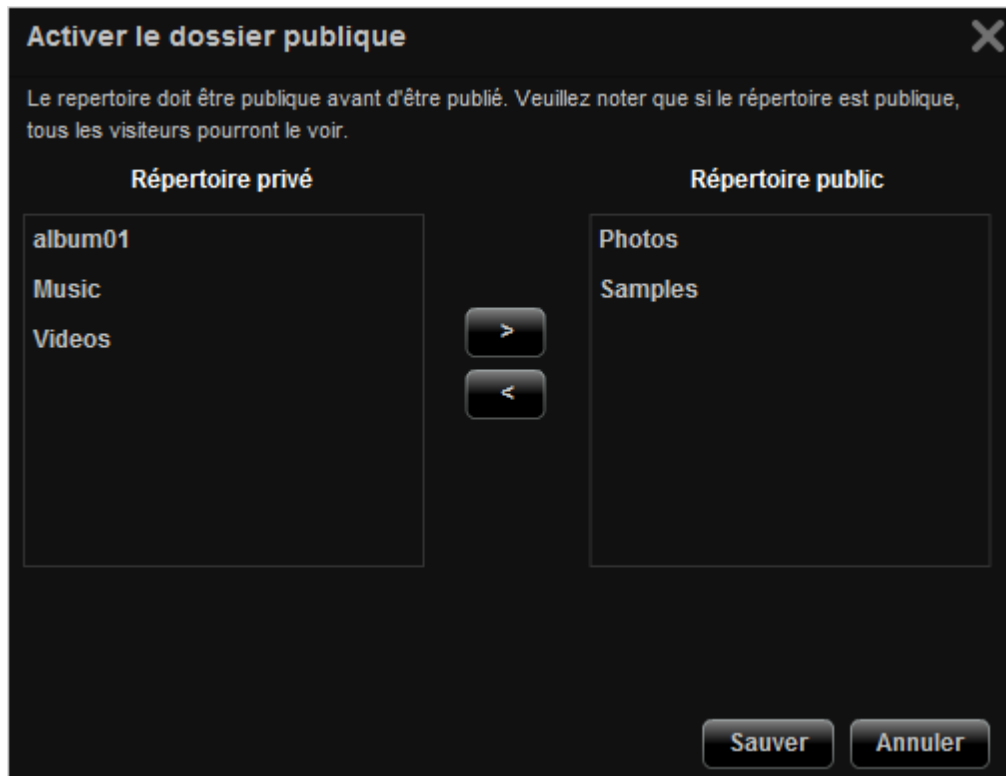 Activer le dossier publique
Le repertoire doit être publique avant d'être publié. Veuillez noter que si le répertoire est publique,
tous les visiteurs pourront le voir.
Répertoire privé
Répertoire public
album01
Music
Videos
>
<
Photos
Samples
Sauver
Annuler